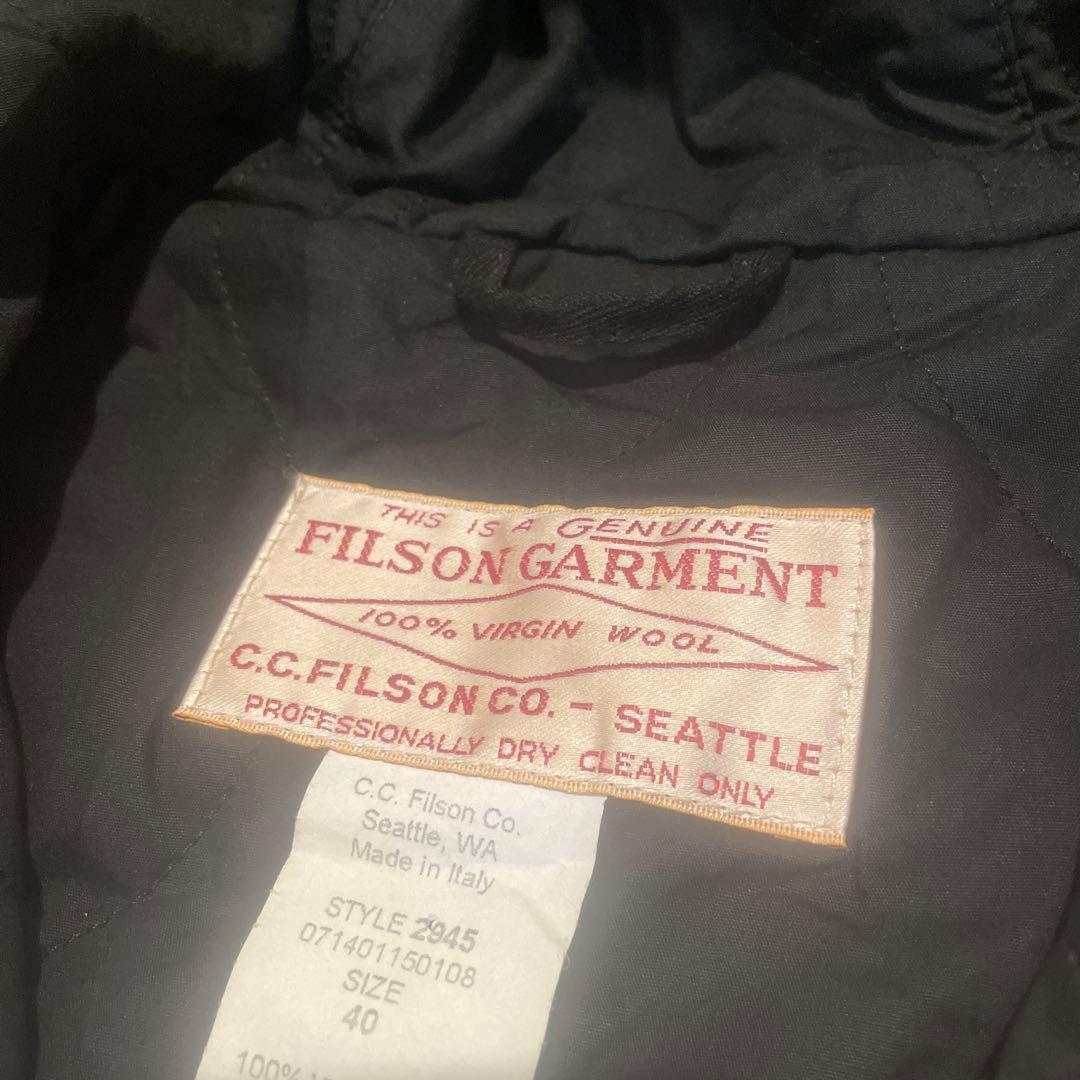 THIS IS A GENUINE
FILSON GARMENT
100% VIRGIN WOOL
C.C. FILSON CO. - SEATTLE
PROFESSIONALLY DRY CLEAN ONLY
C.C. Filson Co.
Seattle, WA
Made in Italy
STYLE 2945
071401150108
SIZE
40
100%